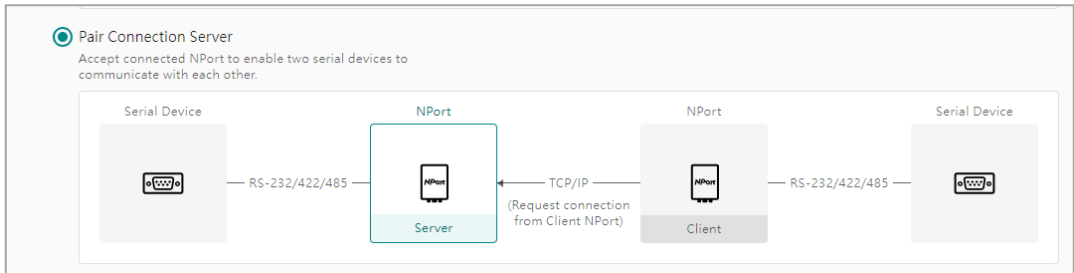 Pair Connection Server
Accept connected NPort to enable two serial devices to
communicate with each other.
Serial Device
NPort
NPort
Serial Device
RS-232/422/485
NPort
TCP/IP
NPort
RS-232/422/485
(Request connection
from Client NPort)
Server
Client